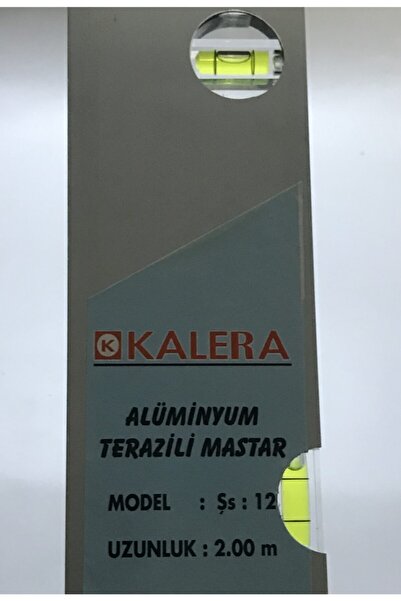 K KALERA
ALÜMİNYUM
TERAZİLİ MASTAR
MODEL : Şs : 12
UZUNLUK : 2.00 m